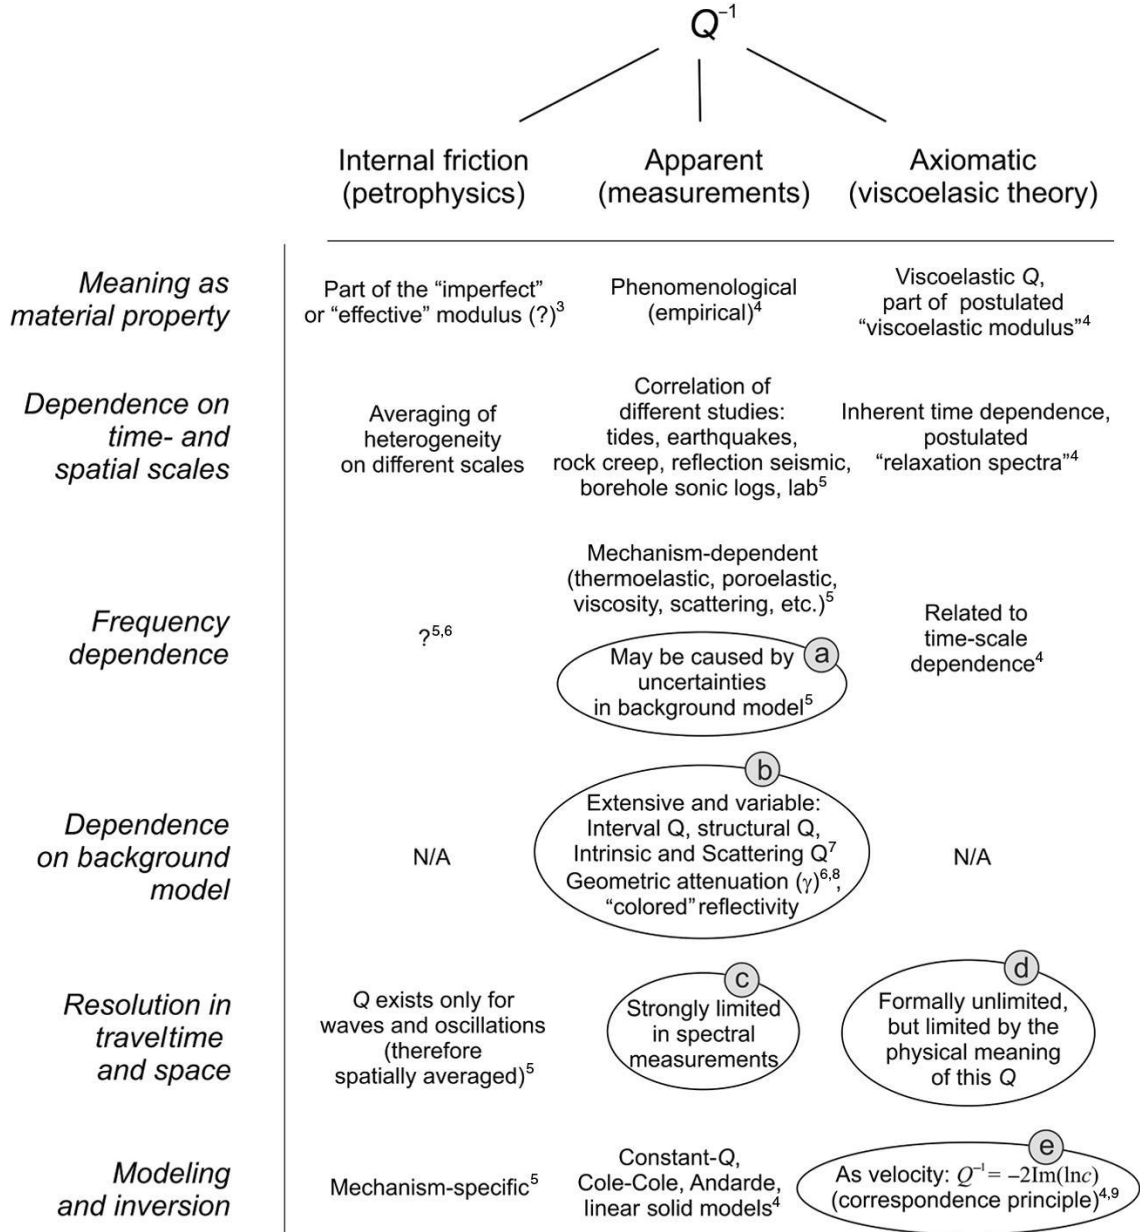 Q⁻¹
Internal friction
(petrophysics)
Apparent
(measurements)
Axiomatic
(viscoelasic theory)
Meaning as
material property
Part of the “imperfect”
or “effective” modulus (?)³
Phenomenological
(empirical)⁴
Viscoelastic Q,
part of postulated
“viscoelastic modulus”⁴
Dependence on
time- and
spatial scales
Averaging of
heterogeneity
on different scales
Correlation of
different studies:
tides, earthquakes,
rock creep, reflection seismic,
borehole sonic logs, lab⁵
Inherent time dependence,
postulated
“relaxation spectra”⁴
Frequency
dependence
?⁵,⁶
Mechanism-dependent
(thermoelastic, poroelastic,
viscosity, scattering, etc.)⁵
a
May be caused by
uncertainties
in background model⁵
Related to
time-scale
dependence⁴
Dependence
on background
model
N/A
b
Extensive and variable:
Interval Q, structural Q,
Intrinsic and Scattering Q⁷
Geometric attenuation (γ)⁶,⁸,
“colored” reflectivity
N/A
Resolution in
traveltime
and space
Q exists only for
waves and oscillations
(therefore
spatially averaged)⁵
c
Strongly limited
in spectral
measurements
d
Formally unlimited,
but limited by the
physical meaning
of this Q
Modeling
and inversion
Mechanism-specific⁵
Constant-Q,
Cole-Cole, Andarde,
linear solid models⁴
e
As velocity: Q⁻¹ = −2Im(lnc)
(correspondence principle)⁴,⁹